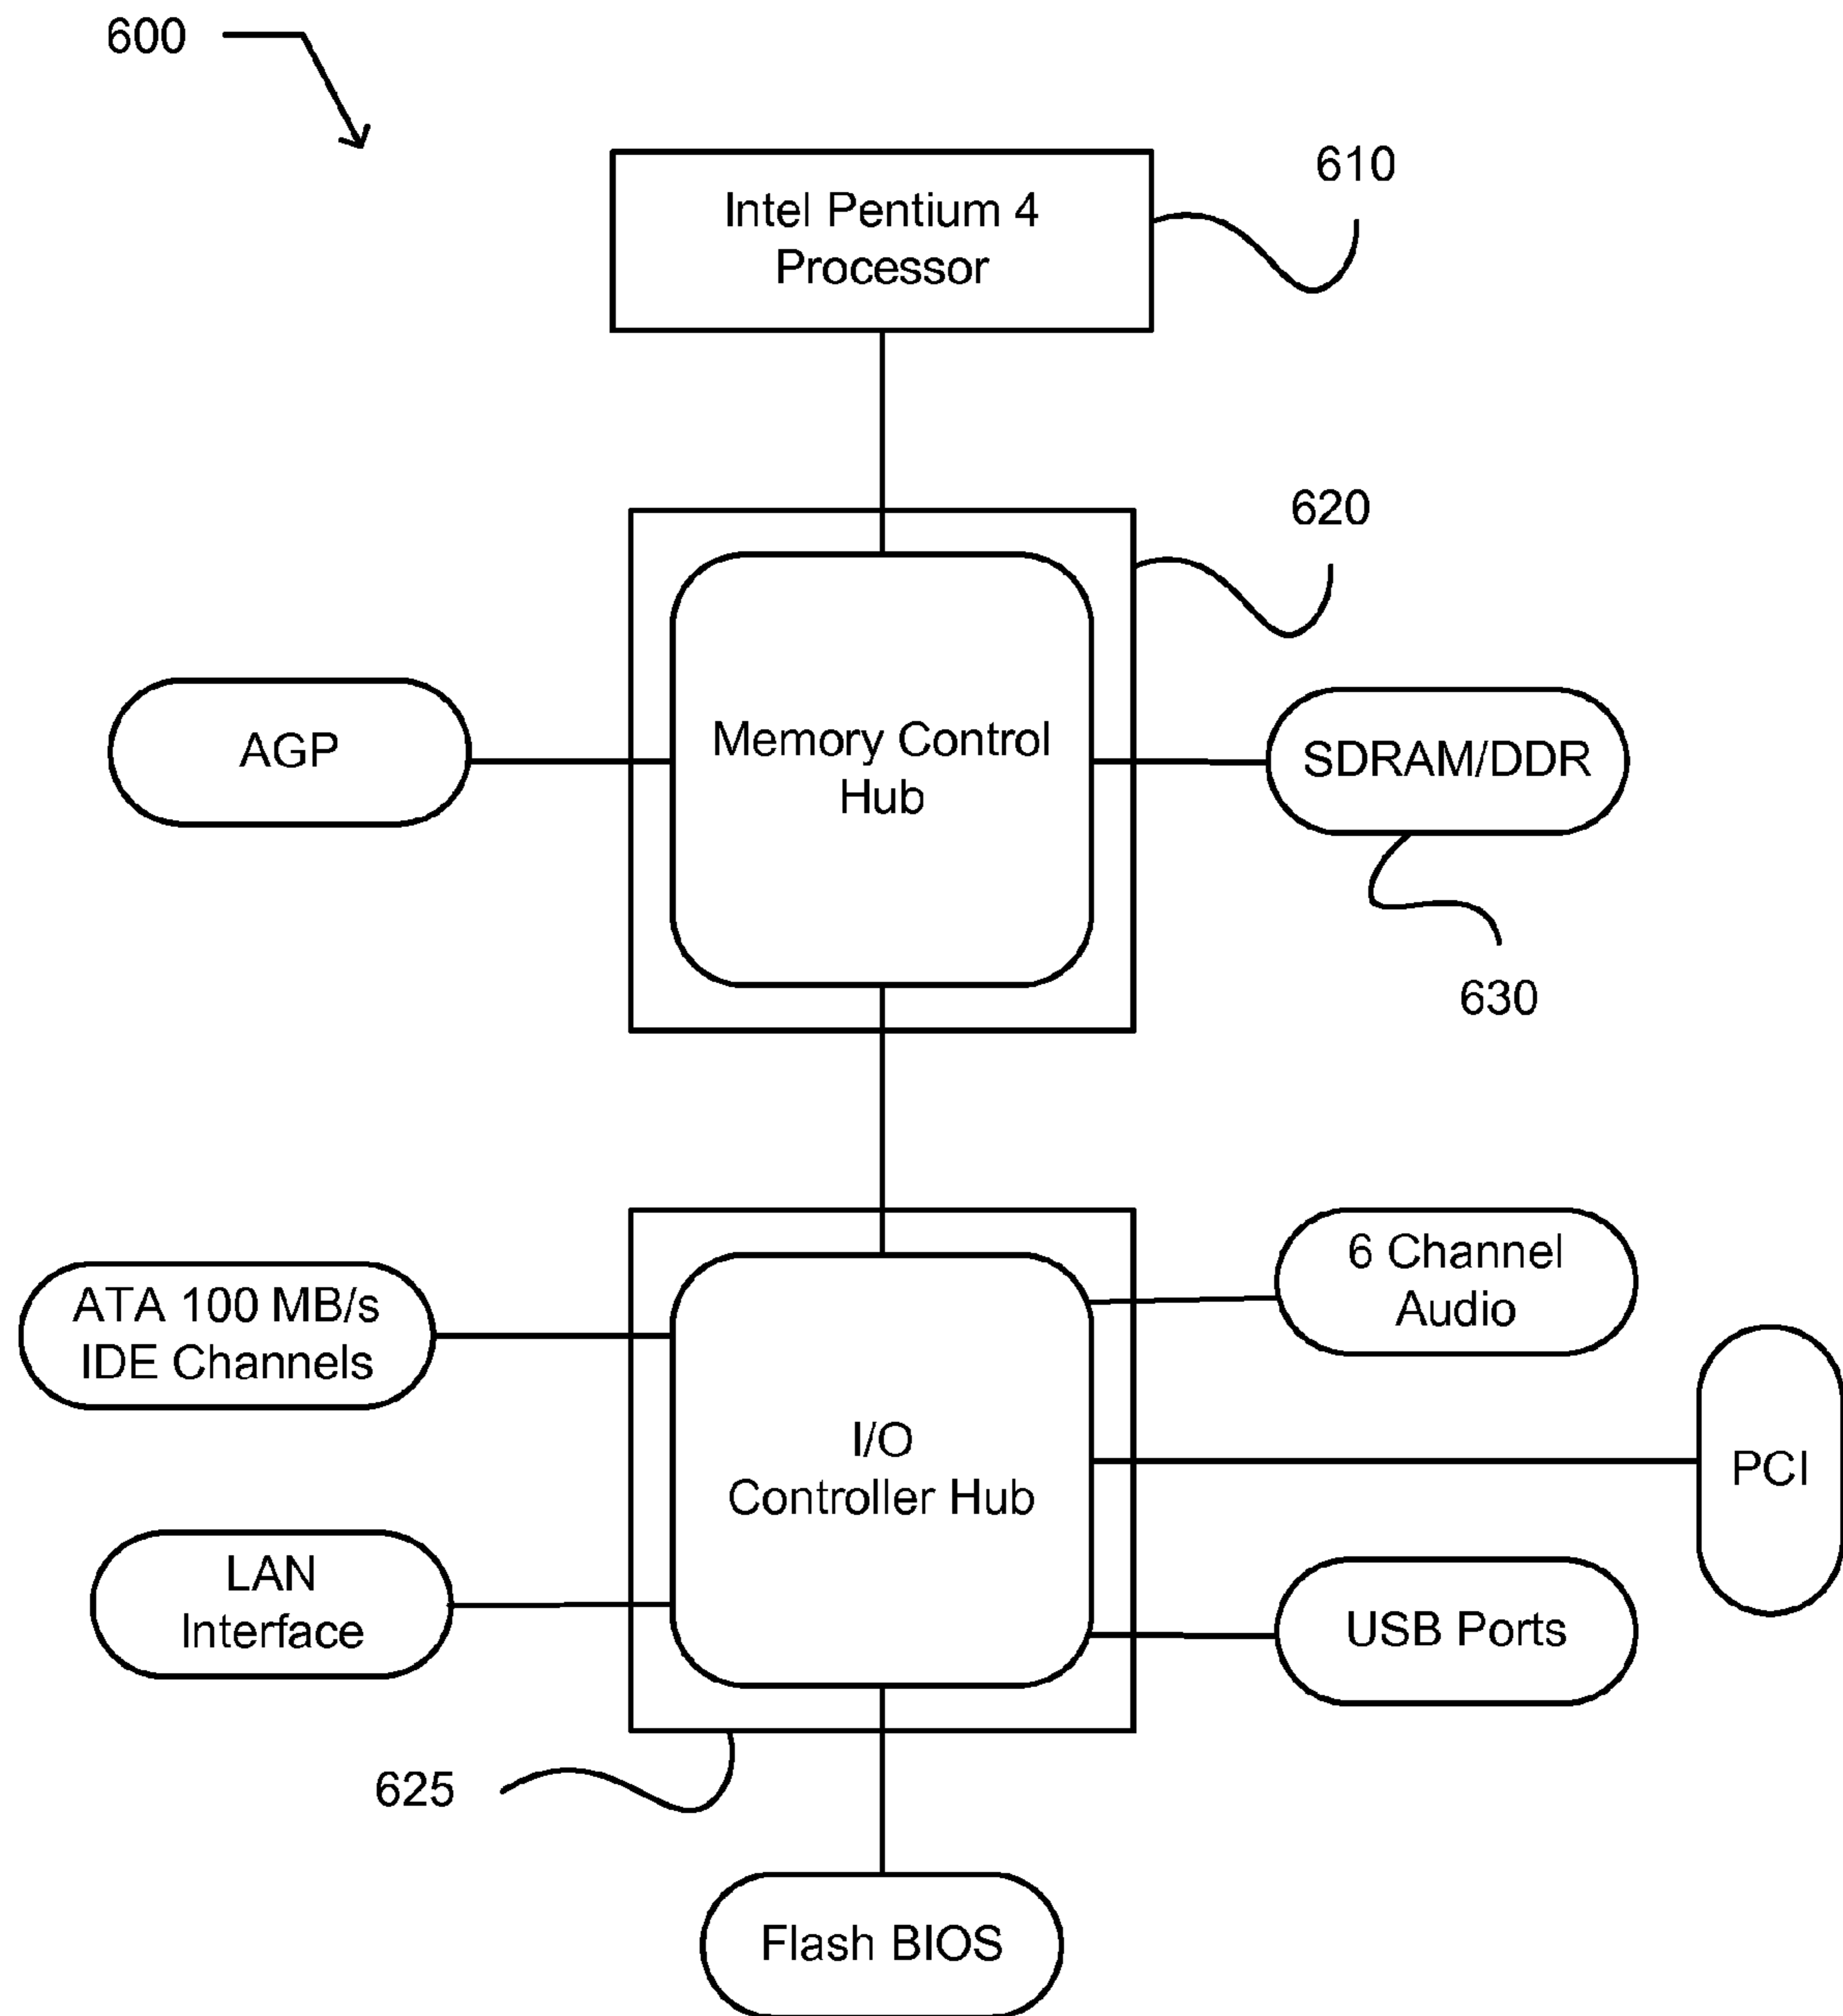 600
610
Intel Pentium 4
Processor
620
AGP
Memory Control
Hub
SDRAM/DDR
630
ATA 100 MB/s
IDE Channels
6 Channel
Audio
I/O
Controller Hub
PCI
LAN
Interface
USB Ports
625
Flash BIOS